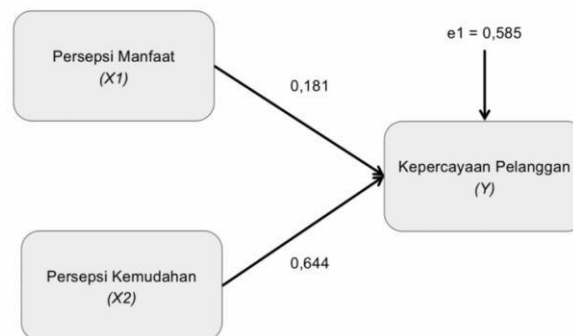 Persepsi Manfaat
(X1)
e1 = 0,585
0,181
Kepercayaan Pelanggan
(Y)
Persepsi Kemudahan
(X2)
0,644